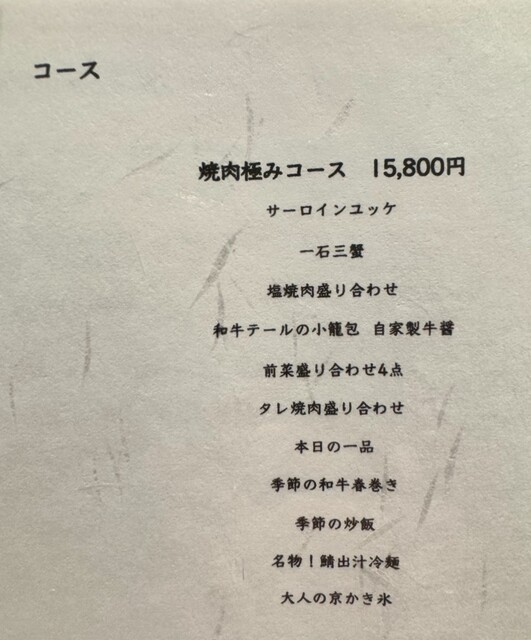 コース
焼肉極みコース 15,800円
サーロインユッケ
一石三蟹
塩焼肉盛り合わせ
和牛テールの小籠包 自家製牛醤
前菜盛り合わせ4点
タレ焼肉盛り合わせ
本日の一品
季節の和牛春巻き
季節の炒飯
名物！鯖出汁冷麺
大人の京かき氷